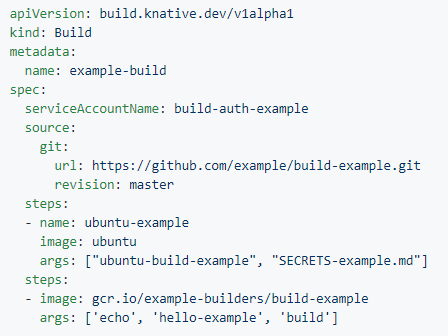 apiVersion: build.knative.dev/v1alpha1
kind: Build
metadata:
  name: example-build
spec:
  serviceAccountName: build-auth-example
  source:
    git:
      url: https://github.com/example/build-example.git
      revision: master
  steps:
  - name: ubuntu-example
    image: ubuntu
    args: ["ubuntu-build-example", "SECRETS-example.md"]
  steps:
  - image: gcr.io/example-builders/build-example
    args: ['echo', 'hello-example', 'build']